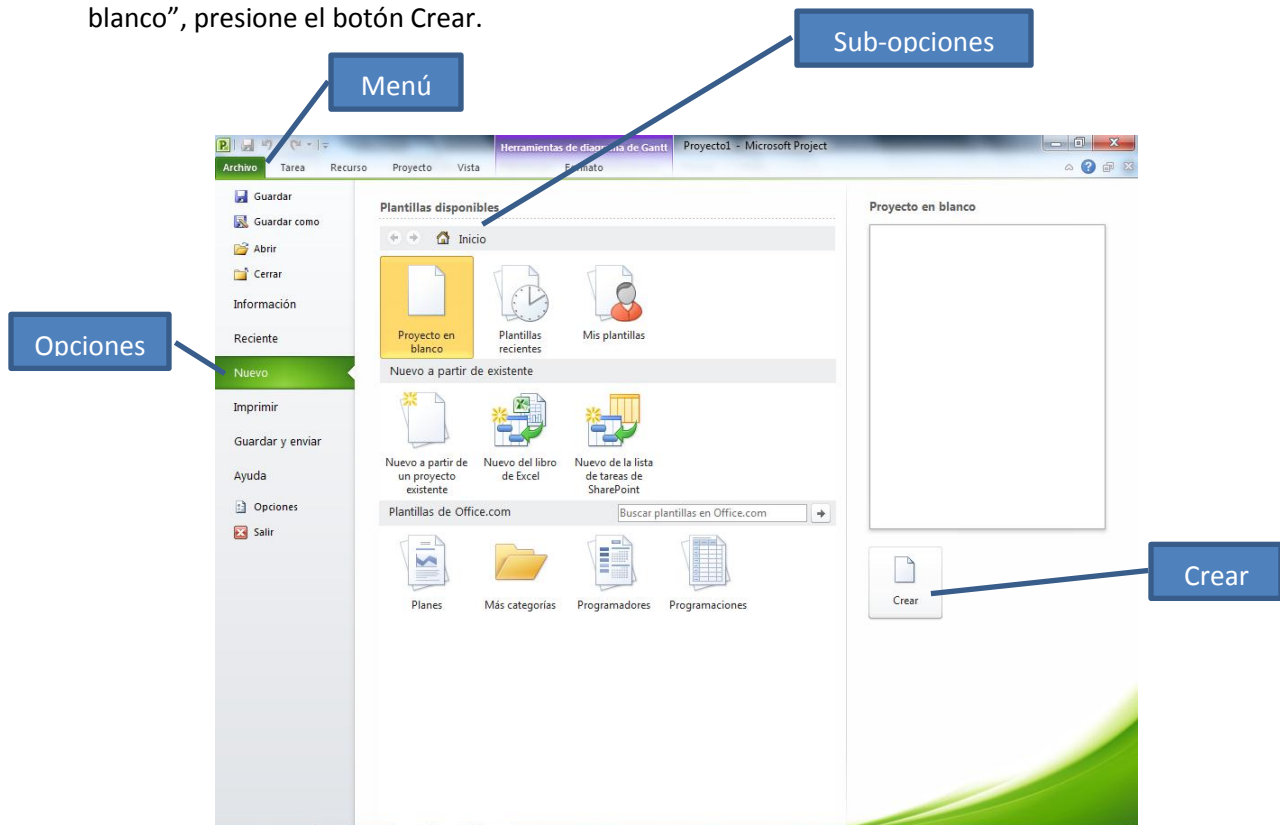 blanco”, presione el botón Crear.
Sub-opciones
Menú
Herramientas de diagrama de Gantt
Proyecto1 - Microsoft Project
Archivo Tarea Recurso Proyecto Vista Formato
Guardar
Guardar como
Abrir
Cerrar
Información
Reciente
Nuevo
Imprimir
Guardar y enviar
Ayuda
Opciones
Salir
Opciones
Plantillas disponibles
Inicio
Proyecto en
blanco
Plantillas
recientes
Mis plantillas
Nuevo a partir de existente
Nuevo a partir de
un proyecto
existente
Nuevo del libro
de Excel
Nuevo de la lista
de tareas de
SharePoint
Plantillas de Office.com
Buscar plantillas en Office.com
Planes
Más categorías
Programadores
Programaciones
Proyecto en blanco
Crear
Crear